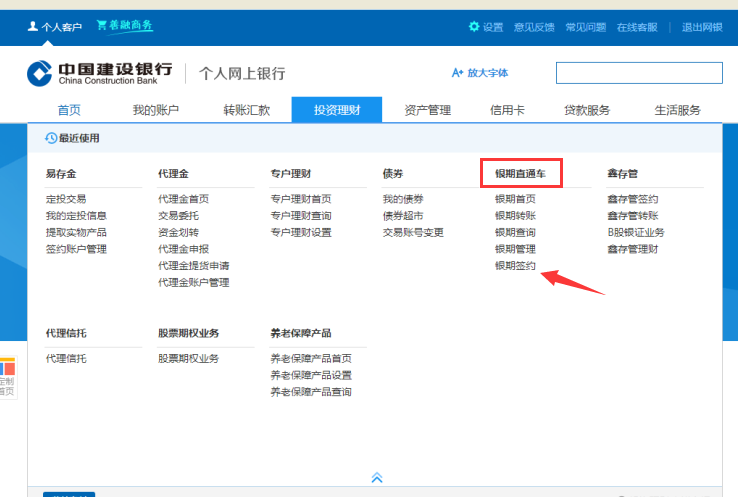 个人客户 善融商务 设置 意见反馈 常见问题 在线客服 退出网银
中国建设银行 个人网上银行 A+ 放大字体
China Construction Bank
首页 我的账户 转账汇款 投资理财 资产管理 信用卡 贷款服务 生活服务
最近使用
易存金 代理金 专户理财 债券 银期直通车 鑫存管
定投交易 代理金首页 专户理财首页 我的债券 银期首页 鑫存管签约
我的定投信息 交易委托 专户理财查询 债券超市 银期转账 鑫存管转账
提取实物产品 资金划转 专户理财设置 交易账号变更 银期查询 B股银证业务
签约账户管理 代理金申报 银期管理 鑫存管理财
代理金提货申请 银期签约
代理金账户管理
代理信托 股票期权业务 养老保障产品
代理信托 股票期权业务 养老保障产品首页
养老保障产品设置
养老保障产品查询
定制
首页